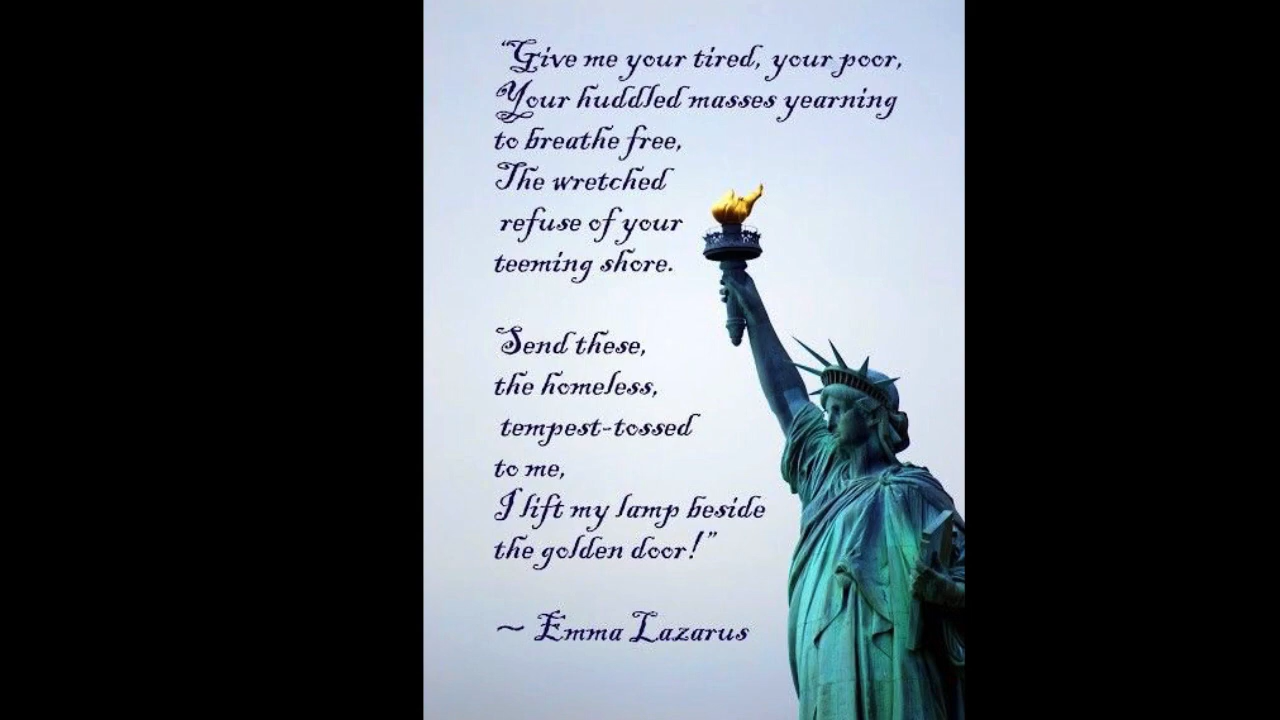 "Give me your tired, your poor,
Your huddled masses yearning
to breathe free,
The wretched
refuse of your
teeming shore.
Send these,
the homeless,
tempest-tossed
to me,
I lift my lamp beside
the golden door!"
~ Emma Lazarus